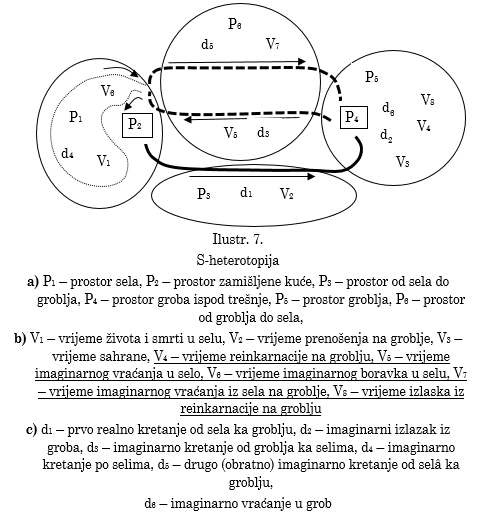 P₆
d₅ V₇
P₅
V₆ V₈
d₆
P₁ P₂ P₄ V₄
V₅ d₃ d₂
d₄ V₁ V₃
P₃ d₁ V₂
Ilustr. 7.
S-heterotopija
a) P₁ – prostor sela, P₂ – prostor zamišljene kuće, P₃ – prostor od sela do
groblja, P₄ – prostor groba ispod trešnje, P₅ – prostor groblja, P₆ – prostor
od groblja do sela,
b) V₁ – vrijeme života i smrti u selu, V₂ – vrijeme prenošenja na groblje, V₃ –
vrijeme sahrane, V₄ – vrijeme reinkarnacije na groblju, V₅ – vrijeme
imaginarnog vraćanja u selo, V₆ – vrijeme imaginarnog boravka u selu, V₇
– vrijeme imaginarnog vraćanja iz sela na groblje, V₈ – vrijeme izlaska iz
reinkarnacije na groblju
c) d₁ – prvo realno kretanje od sela ka groblju, d₂ – imaginarni izlazak iz
groba, d₃ – imaginarno kretanje od groblja ka selima, d₄ – imaginarno
kretanje po selima, d₅ – drugo (obratno) imaginarno kretanje od selâ ka
groblju,
d₆ – imaginarno vraćanje u grob